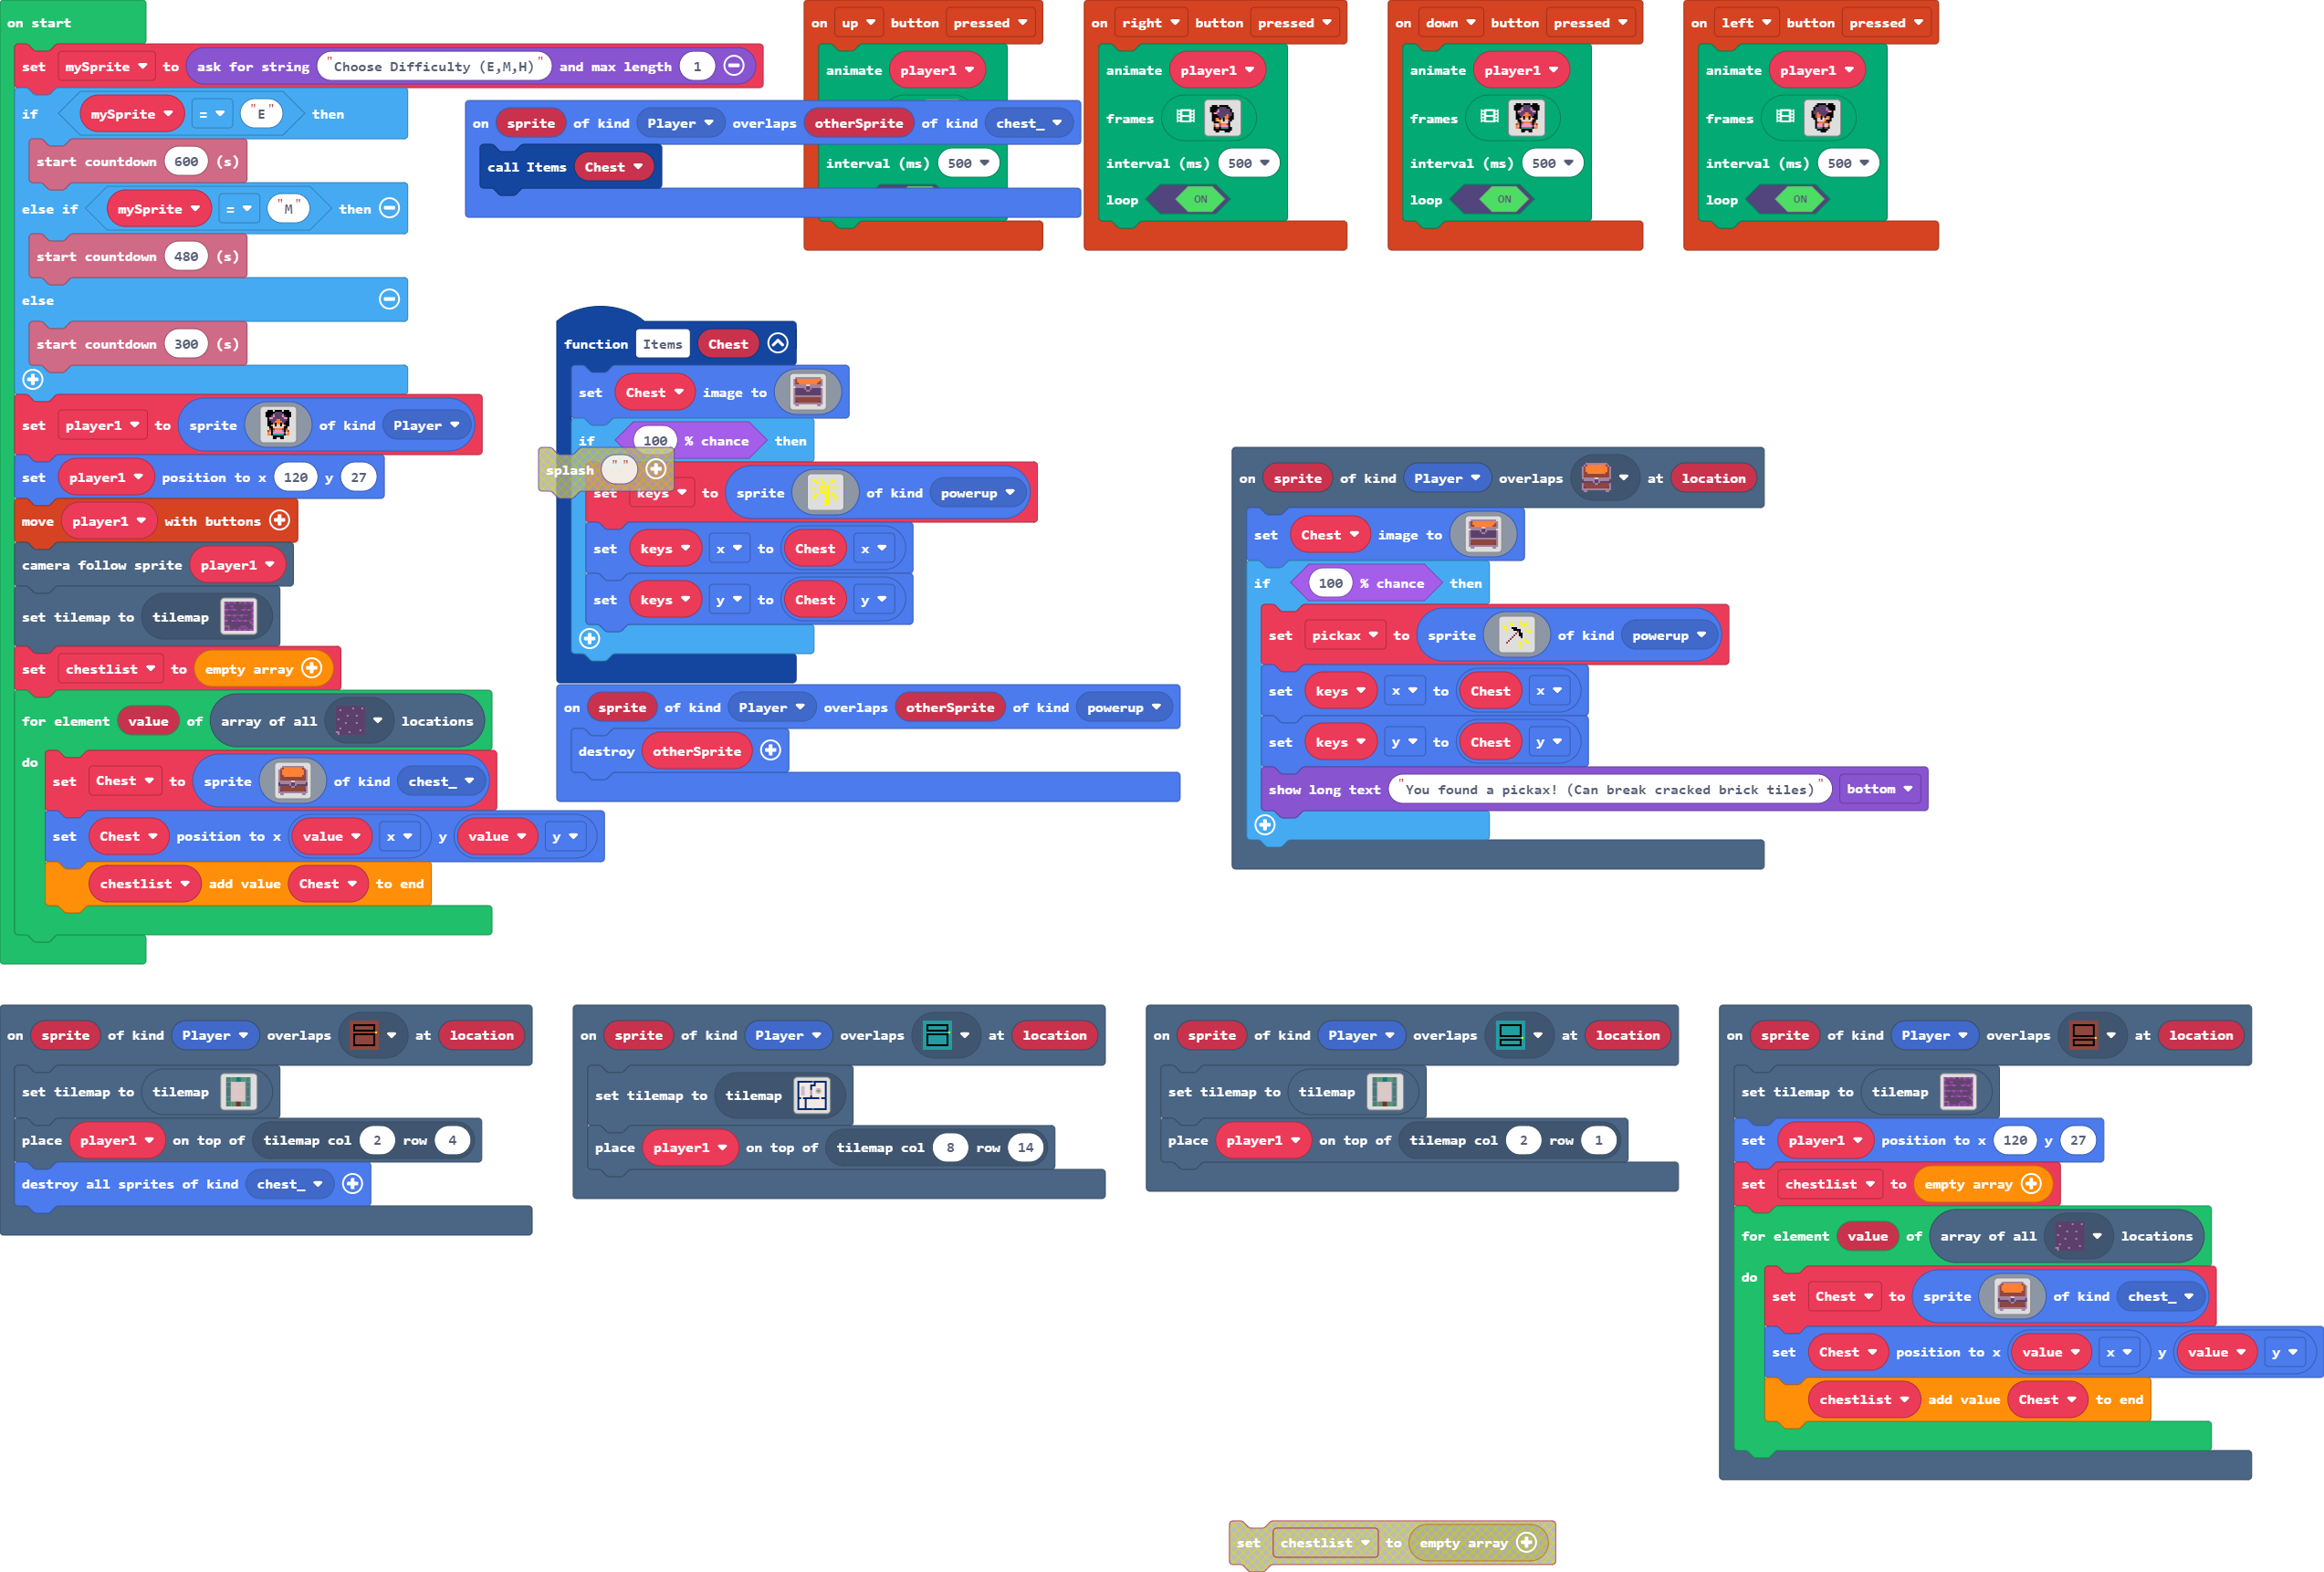 on start
set mySprite to ask for string "Choose Difficulty (E,M,H)" and max length 1
if mySprite = "E" then
start countdown 600 (s)
else if mySprite = "M" then
start countdown 480 (s)
else
start countdown 300 (s)
set player1 to sprite of kind Player
set player1 position to x 120 y 27
move player1 with buttons
camera follow sprite player1
set tilemap to tilemap
set chestlist to empty array
for element value of array of all locations
do
set Chest to sprite of kind chest_
set Chest position to x value x y value y
chestlist add value Chest to end
on up button pressed
animate player1
interval (ms) 500
on right button pressed
animate player1
frames
interval (ms) 500
loop ON
on down button pressed
animate player1
frames
interval (ms) 500
loop ON
on left button pressed
animate player1
frames
interval (ms) 500
loop ON
on sprite of kind Player overlaps otherSprite of kind chest_
call Items Chest
function Items Chest
set Chest image to
if 100 % chance then
splash " "
set keys to sprite of kind powerup
set keys x to Chest x
set keys y to Chest y
on sprite of kind Player overlaps otherSprite of kind powerup
destroy otherSprite
on sprite of kind Player overlaps at location
set Chest image to
if 100 % chance then
set pickax to sprite of kind powerup
set keys x to Chest x
set keys y to Chest y
show long text "You found a pickax! (Can break cracked brick tiles)" bottom
on sprite of kind Player overlaps at location
set tilemap to tilemap
place player1 on top of tilemap col 2 row 4
destroy all sprites of kind chest_
on sprite of kind Player overlaps at location
set tilemap to tilemap
place player1 on top of tilemap col 8 row 14
on sprite of kind Player overlaps at location
set tilemap to tilemap
place player1 on top of tilemap col 2 row 1
on sprite of kind Player overlaps at location
set tilemap to tilemap
set player1 position to x 120 y 27
set chestlist to empty array
for element value of array of all locations
do
set Chest to sprite of kind chest_
set Chest position to x value x y value y
chestlist add value Chest to end
set chestlist to empty array